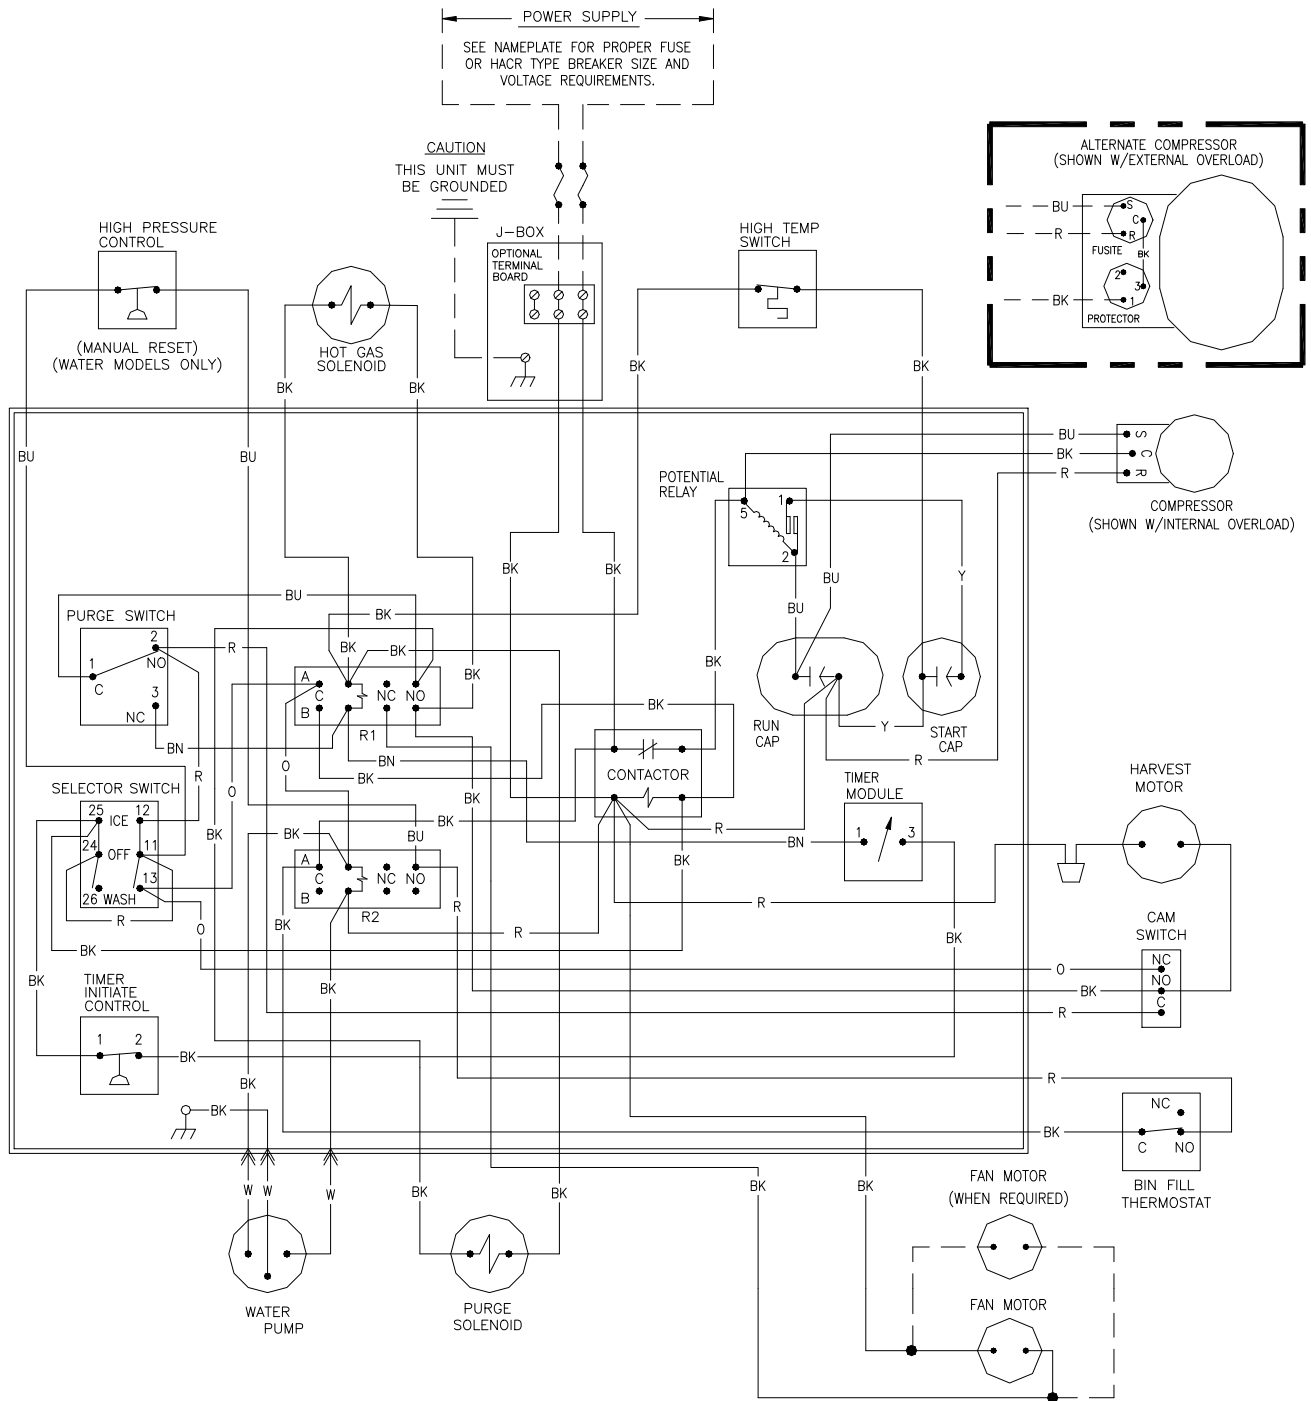 POWER SUPPLY
SEE NAMEPLATE FOR PROPER FUSE
OR HACR TYPE BREAKER SIZE AND
VOLTAGE REQUIREMENTS.
CAUTION
THIS UNIT MUST
BE GROUNDED
ALTERNATE COMPRESSOR
(SHOWN W/EXTERNAL OVERLOAD)
BU
S
C
R
R
FUSITE
BK
2
3
BK
1
PROTECTOR
HIGH PRESSURE
CONTROL
(MANUAL RESET)
(WATER MODELS ONLY)
HOT GAS
SOLENOID
J-BOX
OPTIONAL
TERMINAL
BOARD
HIGH TEMP
SWITCH
BK
BK
BK
BK
BU
BU
BU
S
BK
C
R
R
COMPRESSOR
(SHOWN W/INTERNAL OVERLOAD)
POTENTIAL
RELAY
5
1
2
BK
BK
BU
BU
Y
BU
BK
PURGE SWITCH
2
NO
1
C
3
NC
R
BK
BK
BK
BK
A
C
NC
NO
B
R1
BN
BN
BK
BK
RUN
CAP
Y
START
CAP
R
O
BK
CONTACTOR
R
O
BK
SELECTOR SWITCH
25
ICE
12
24
OFF
11
13
26
WASH
R
BK
BK
BK
BU
BK
R
TIMER
MODULE
1
3
BN
HARVEST
MOTOR
A
C
NC
NO
B
R2
R
BK
BK
R
R
O
BK
CAM
SWITCH
NC
NO
C
O
BK
R
BK
BK
TIMER
INITIATE
CONTROL
1
2
BK
BK
BK
BK
R
BK
NC
C
NO
BIN FILL
THERMOSTAT
W
W
W
BK
BK
BK
BK
WATER
PUMP
PURGE
SOLENOID
FAN MOTOR
(WHEN REQUIRED)
FAN MOTOR